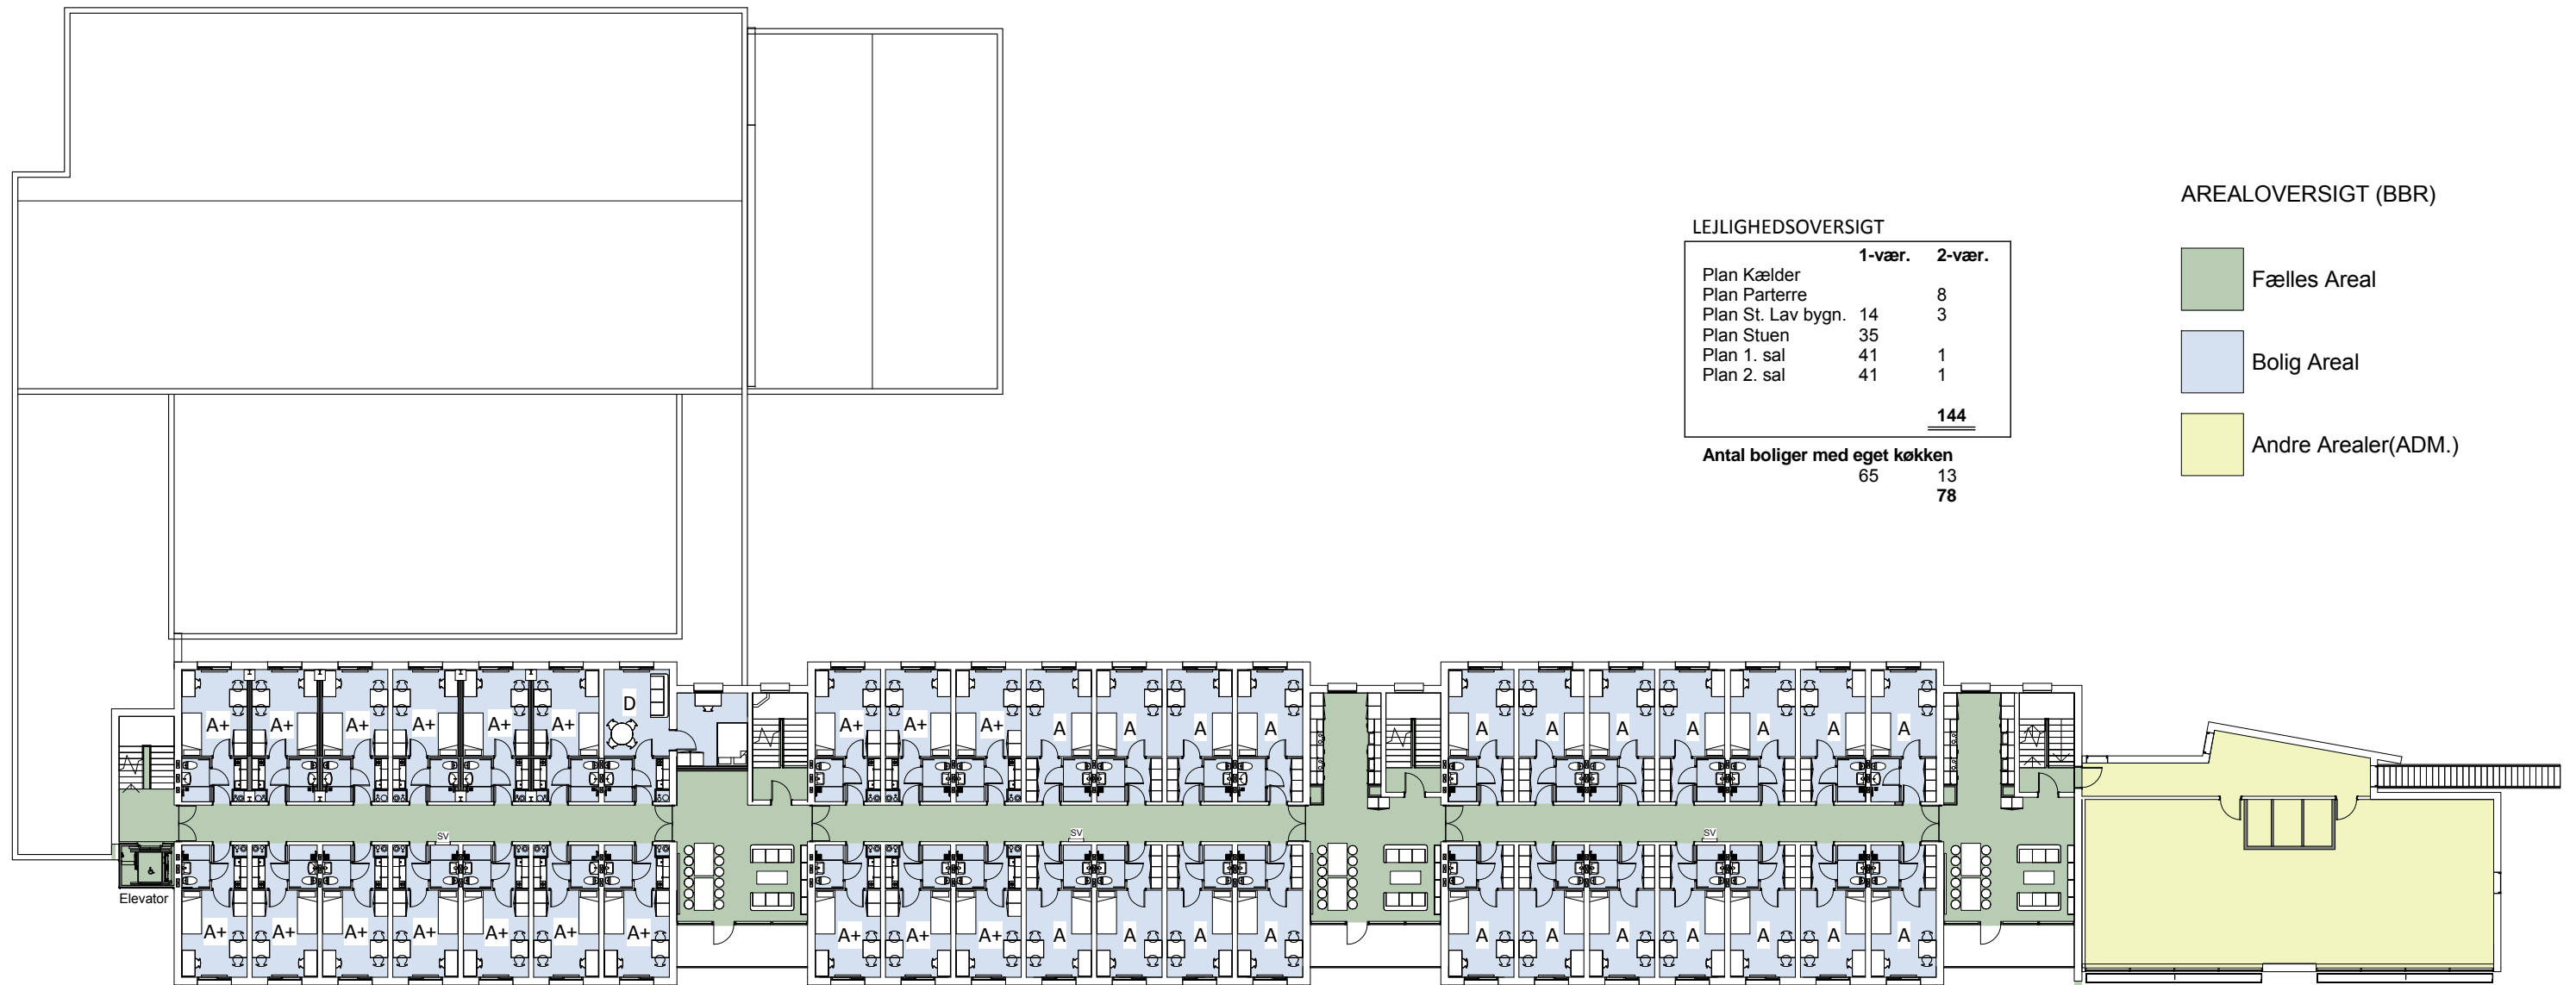 AREALOVERSIGT (BBR)
Fælles Areal
Bolig Areal
Andre Arealer(ADM.)
LEJLIGHEDSOVERSIGT
1-vær. 2-vær.
Plan Kælder
Plan Parterre 8
Plan St. Lav bygn. 14 3
Plan Stuen 35
Plan 1. sal 41 1
Plan 2. sal 41 1
144
Antal boliger med eget køkken
65 13
78
D
A+ A+ A+ A+ A+ A+ A+ A+ A+ A A A A A A A A A A A
SV SV SV
Elevator
A+ A+ A+ A+ A+ A+ A+ A+ A+ A+ A A A A A A A A A A A